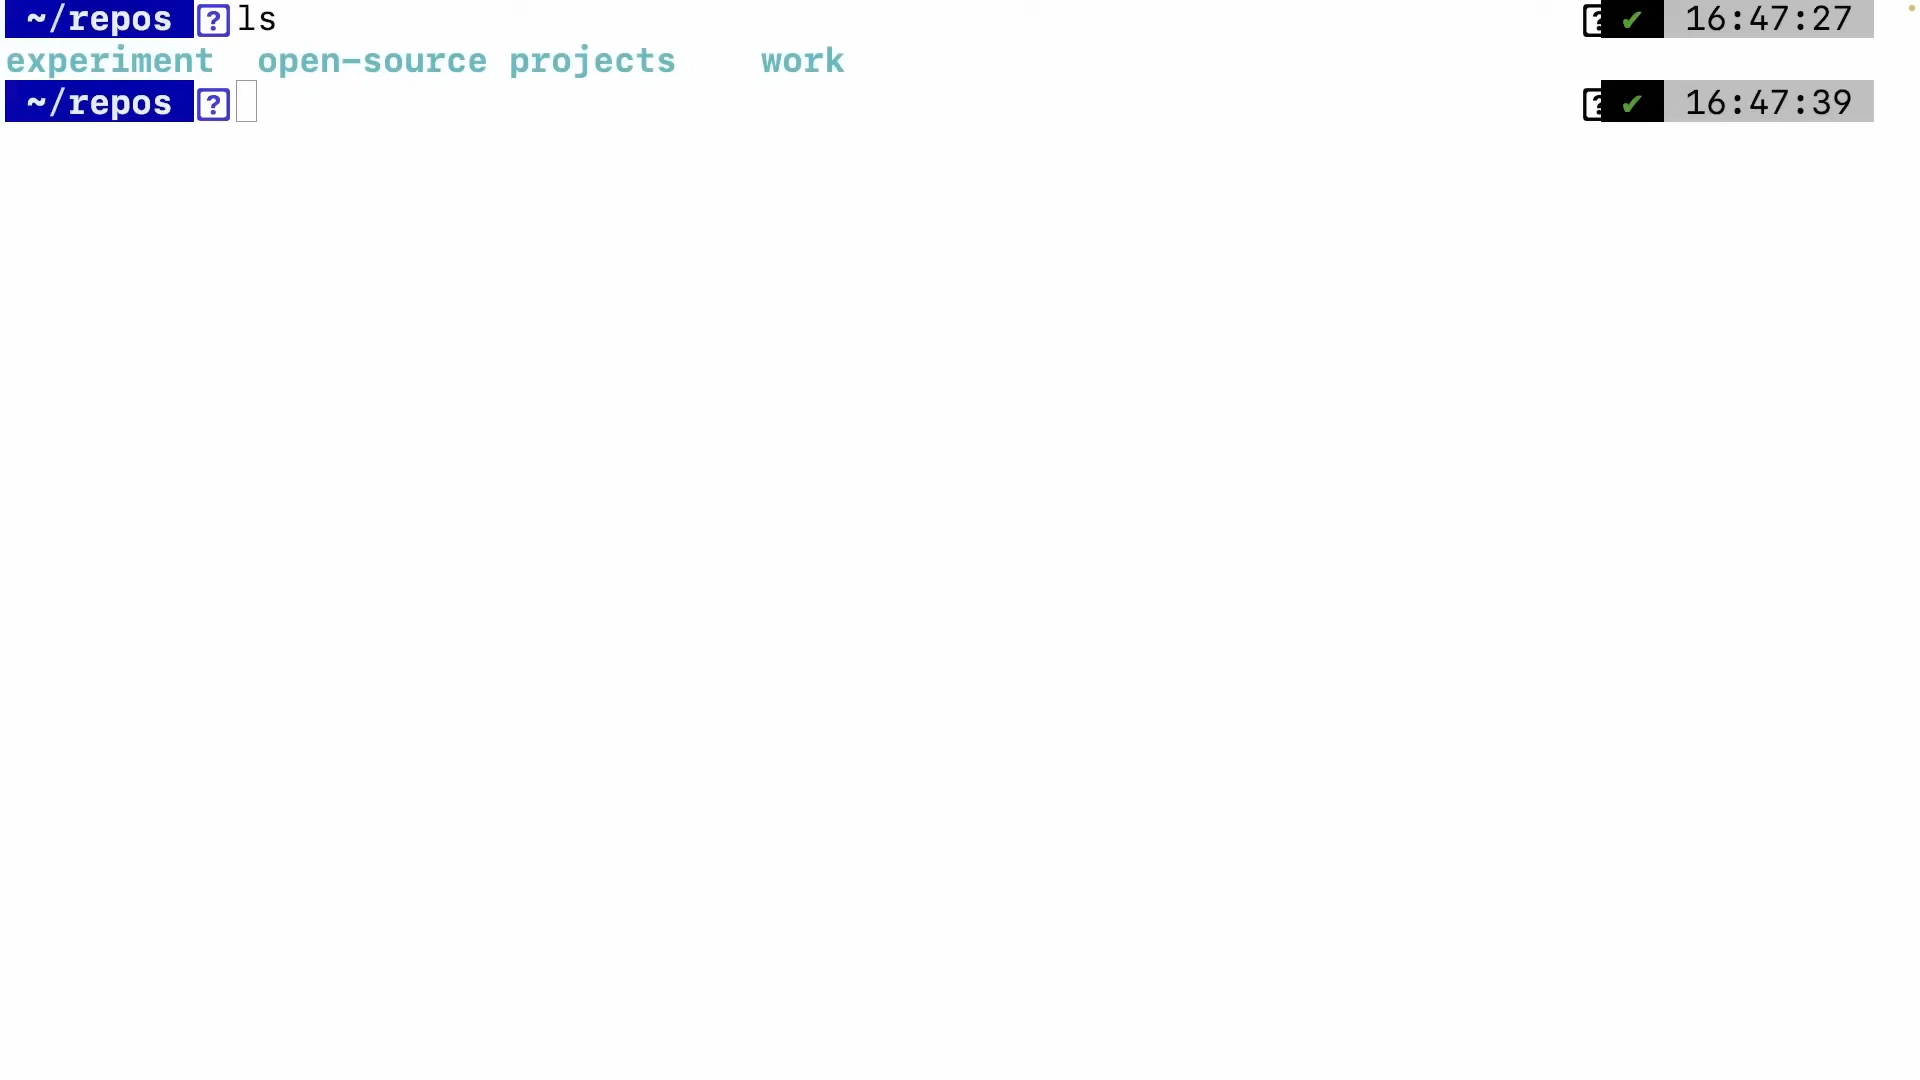 ~/repos ls ✔ 16:47:27
experiment open-source projects work
~/repos ✔ 16:47:39